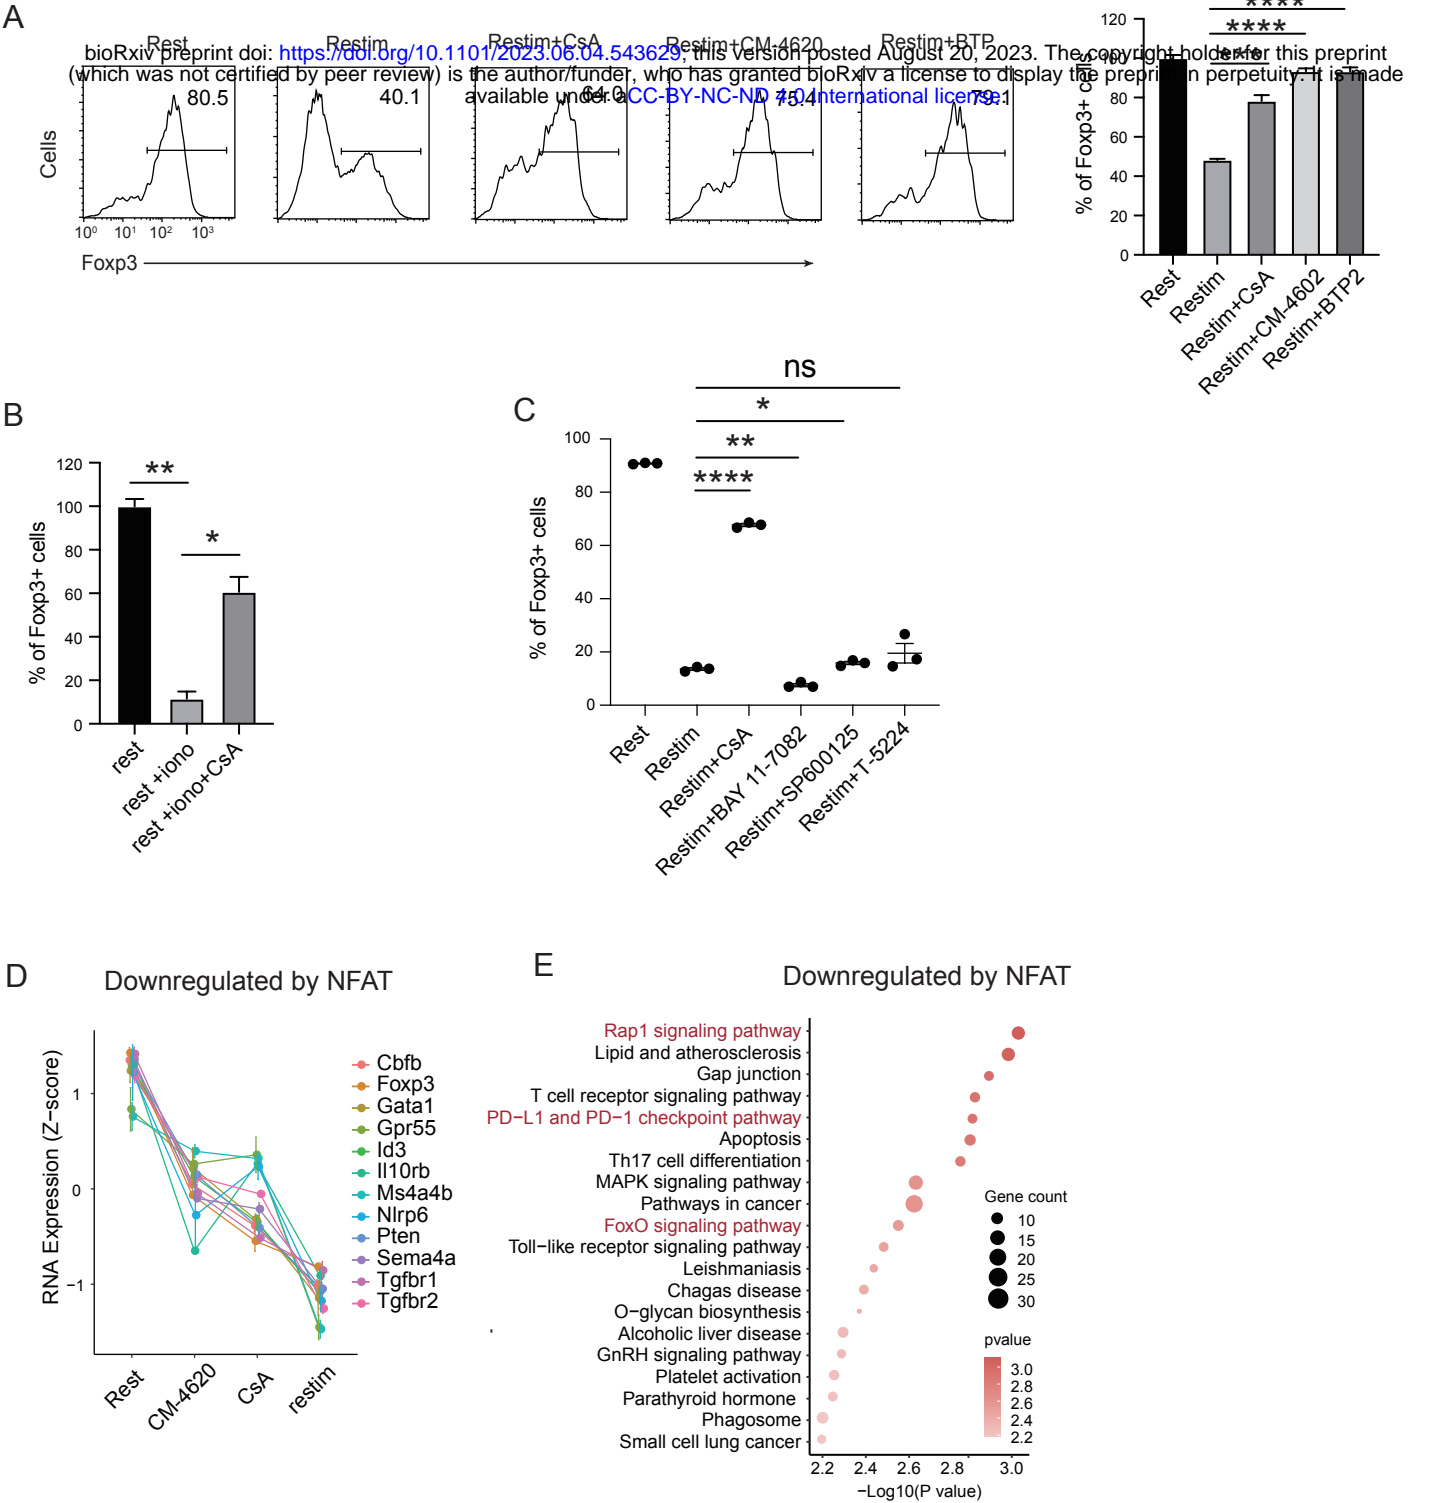 A
Rest
Restim
Restim+CsA
Restim+CM-4620
Restim+BTP
bioRxiv preprint doi: https://doi.org/10.1101/2023.06.04.543629; this version posted August 20, 2023. The copyright holder for this preprint
(which was not certified by peer review) is the author/funder, who has granted bioRxiv a license to display the preprint in perpetuity. It is made
available under aCC-BY-NC-ND 4.0 International license.
80.5
40.1
64.0
75.4
79.1
Cells
10⁰ 10¹ 10² 10³
Foxp3
****
****
****
% of Foxp3+ cells
120
100
80
60
40
20
0
Rest
Restim
Restim+CsA
Restim+CM-4602
Restim+BTP2
B
% of Foxp3+ cells
120
100
80
60
40
20
0
**
*
rest
rest +iono
rest +iono+CsA
C
ns
*
**
****
% of Foxp3+ cells
100
80
60
40
20
0
Rest
Restim
Restim+CsA
Restim+BAY 11-7082
Restim+SP600125
Restim+T-5224
D
Downregulated by NFAT
RNA Expression (Z−score)
1
0
−1
Rest
CM-4620
CsA
restim
Cbfb
Foxp3
Gata1
Gpr55
Id3
Il10rb
Ms4a4b
Nlrp6
Pten
Sema4a
Tgfbr1
Tgfbr2
E
Downregulated by NFAT
Rap1 signaling pathway
Lipid and atherosclerosis
Gap junction
T cell receptor signaling pathway
PD−L1 and PD−1 checkpoint pathway
Apoptosis
Th17 cell differentiation
MAPK signaling pathway
Pathways in cancer
FoxO signaling pathway
Toll−like receptor signaling pathway
Leishmaniasis
Chagas disease
O−glycan biosynthesis
Alcoholic liver disease
GnRH signaling pathway
Platelet activation
Parathyroid hormone
Phagosome
Small cell lung cancer
2.2 2.4 2.6 2.8 3.0
−Log10(P value)
Gene count
10
15
20
25
30
pvalue
3.0
2.8
2.6
2.4
2.2